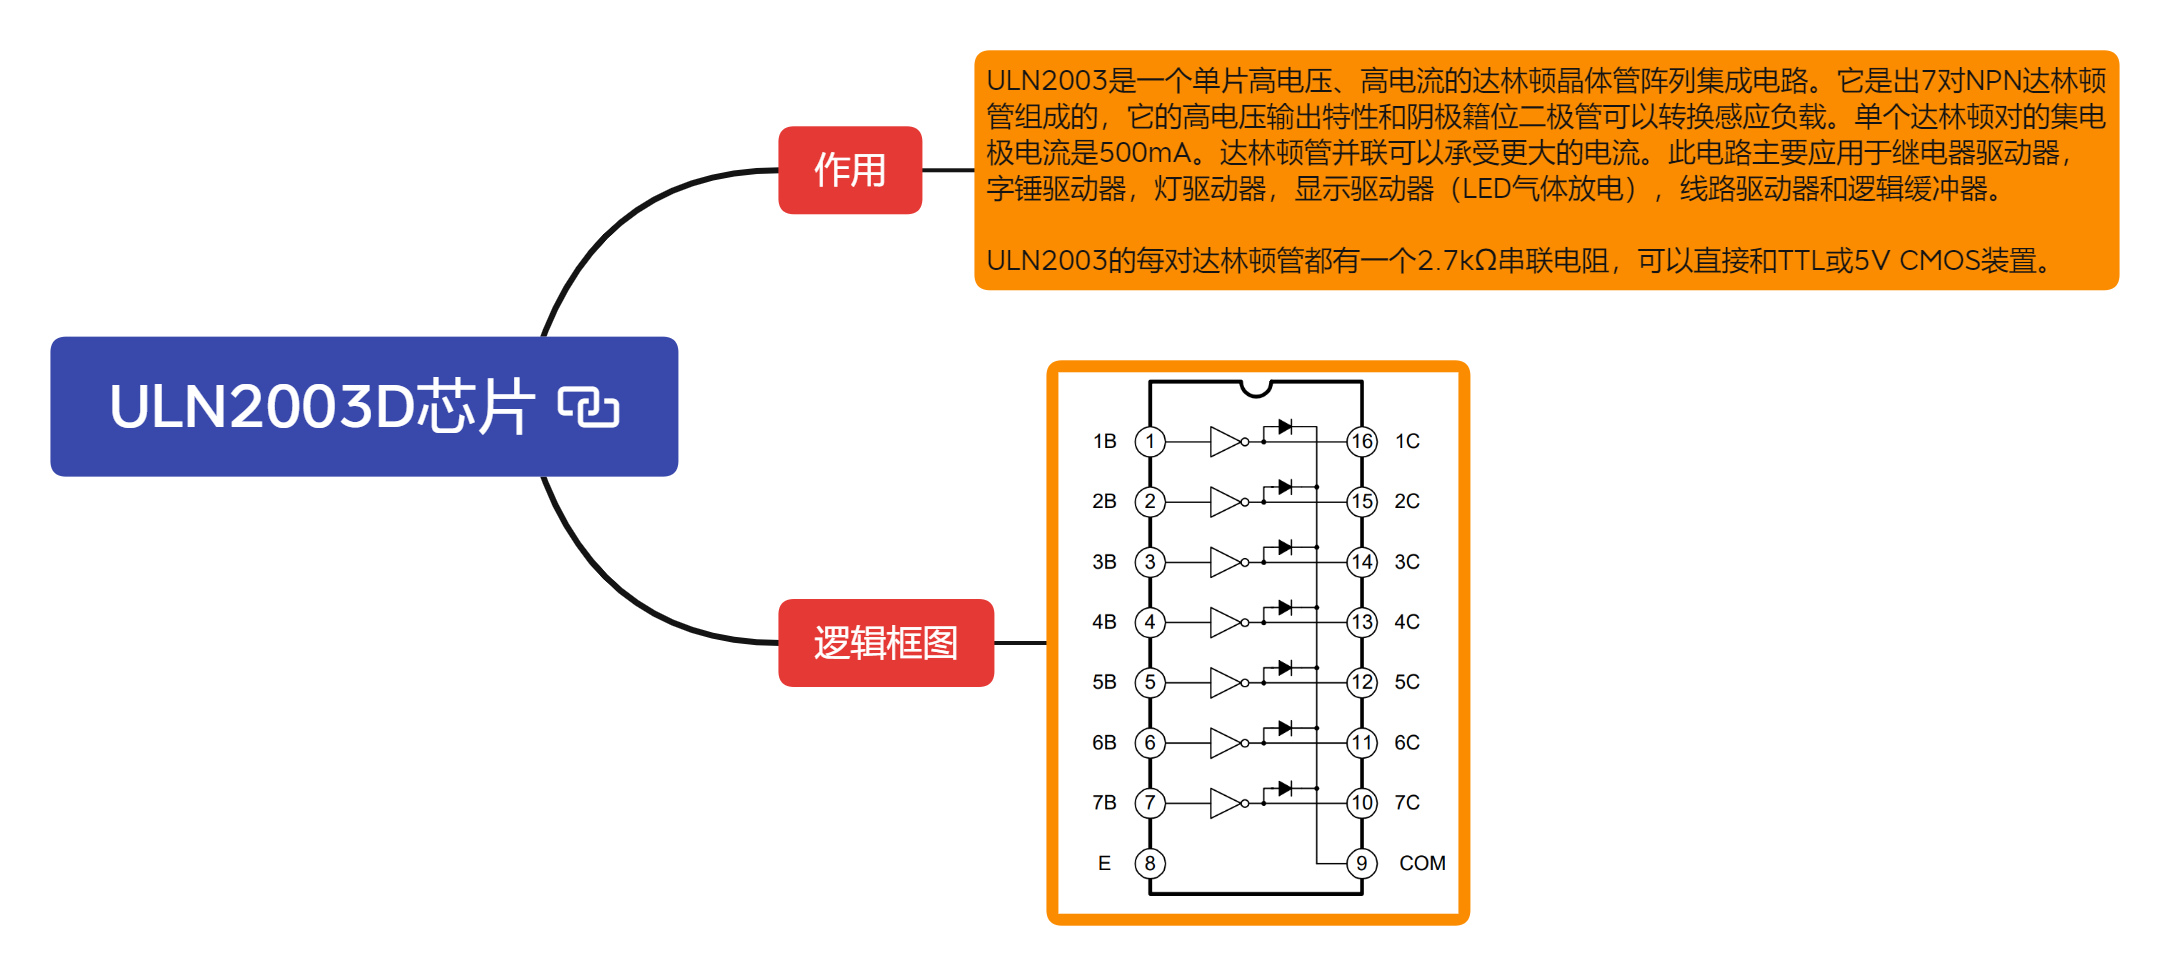 ULN2003D芯片
作用
ULN2003是一个单片高电压、高电流的达林顿晶体管阵列集成电路。它是出7对NPN达林顿
管组成的，它的高电压输出特性和阴极籍位二极管可以转换感应负载。单个达林顿对的集电
极电流是500mA。达林顿管并联可以承受更大的电流。此电路主要应用于继电器驱动器，
字锤驱动器，灯驱动器，显示驱动器（LED气体放电），线路驱动器和逻辑缓冲器。
ULN2003的每对达林顿管都有一个2.7kΩ串联电阻，可以直接和TTL或5V CMOS装置。
逻辑框图
1B 1 16 1C
2B 2 15 2C
3B 3 14 3C
4B 4 13 4C
5B 5 12 5C
6B 6 11 6C
7B 7 10 7C
E 8 9 COM